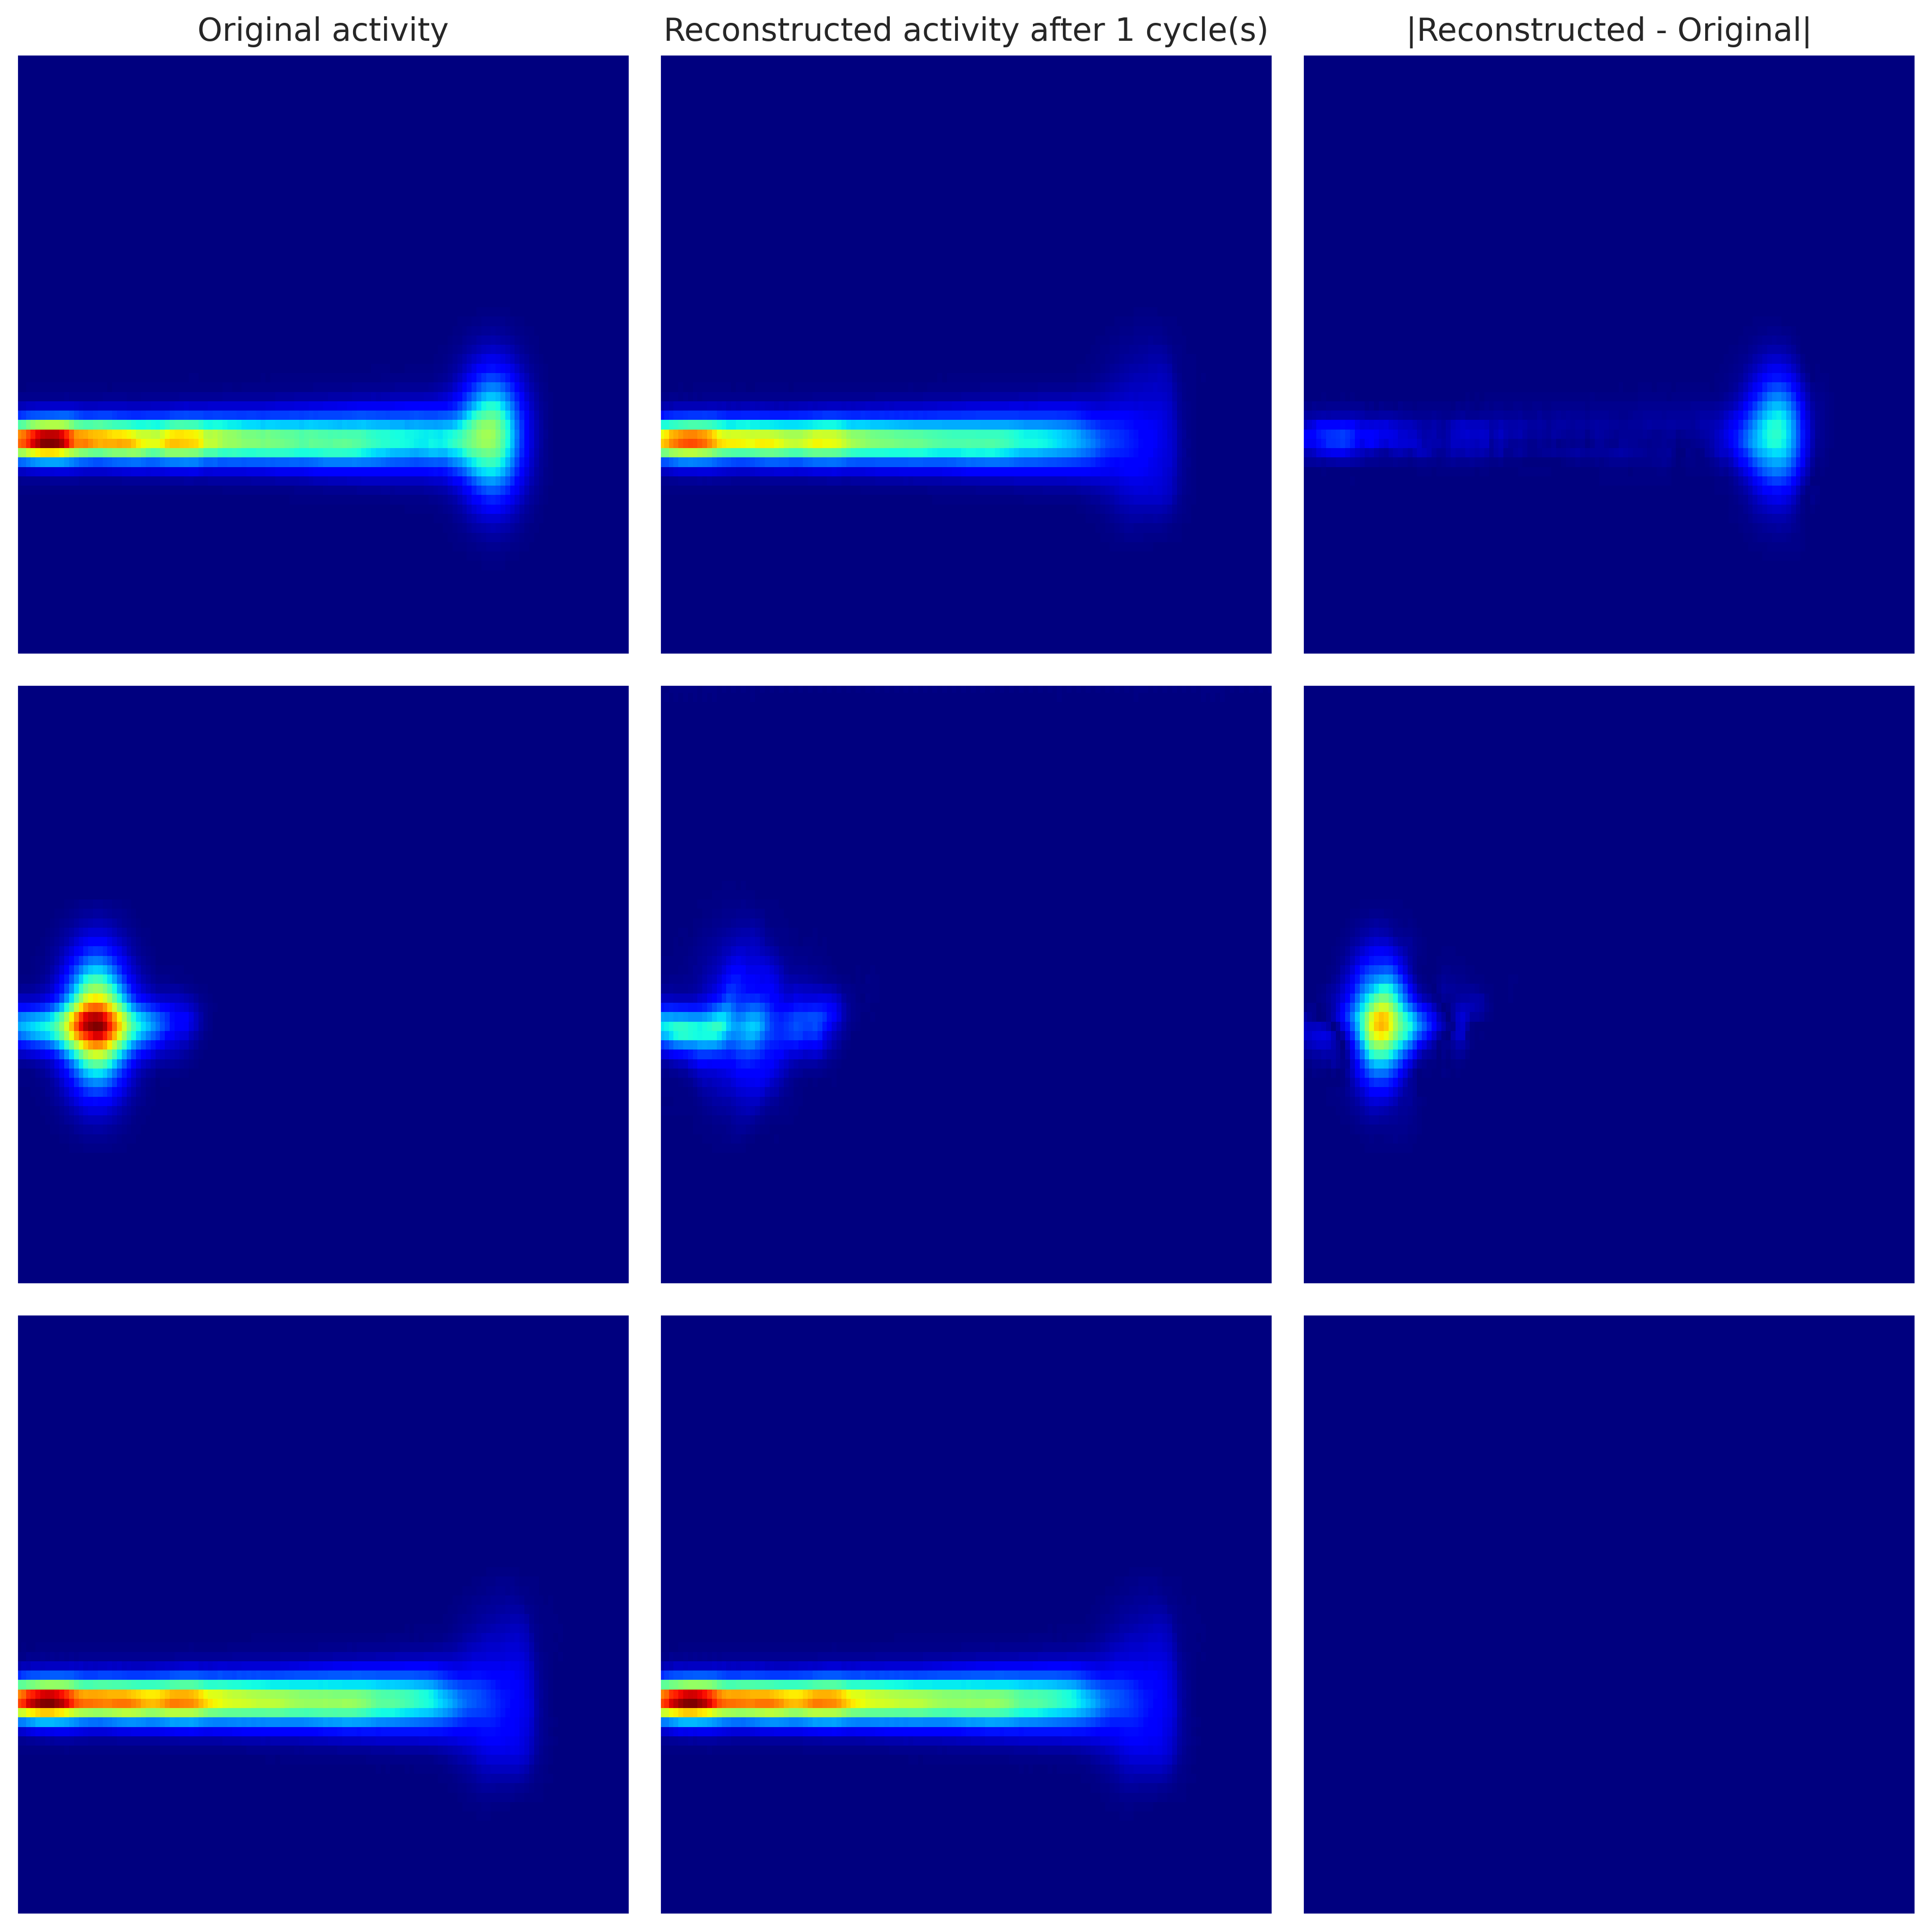 Original activity
Reconstructed activity after 1 cycle(s)
|Reconstructed - Original|